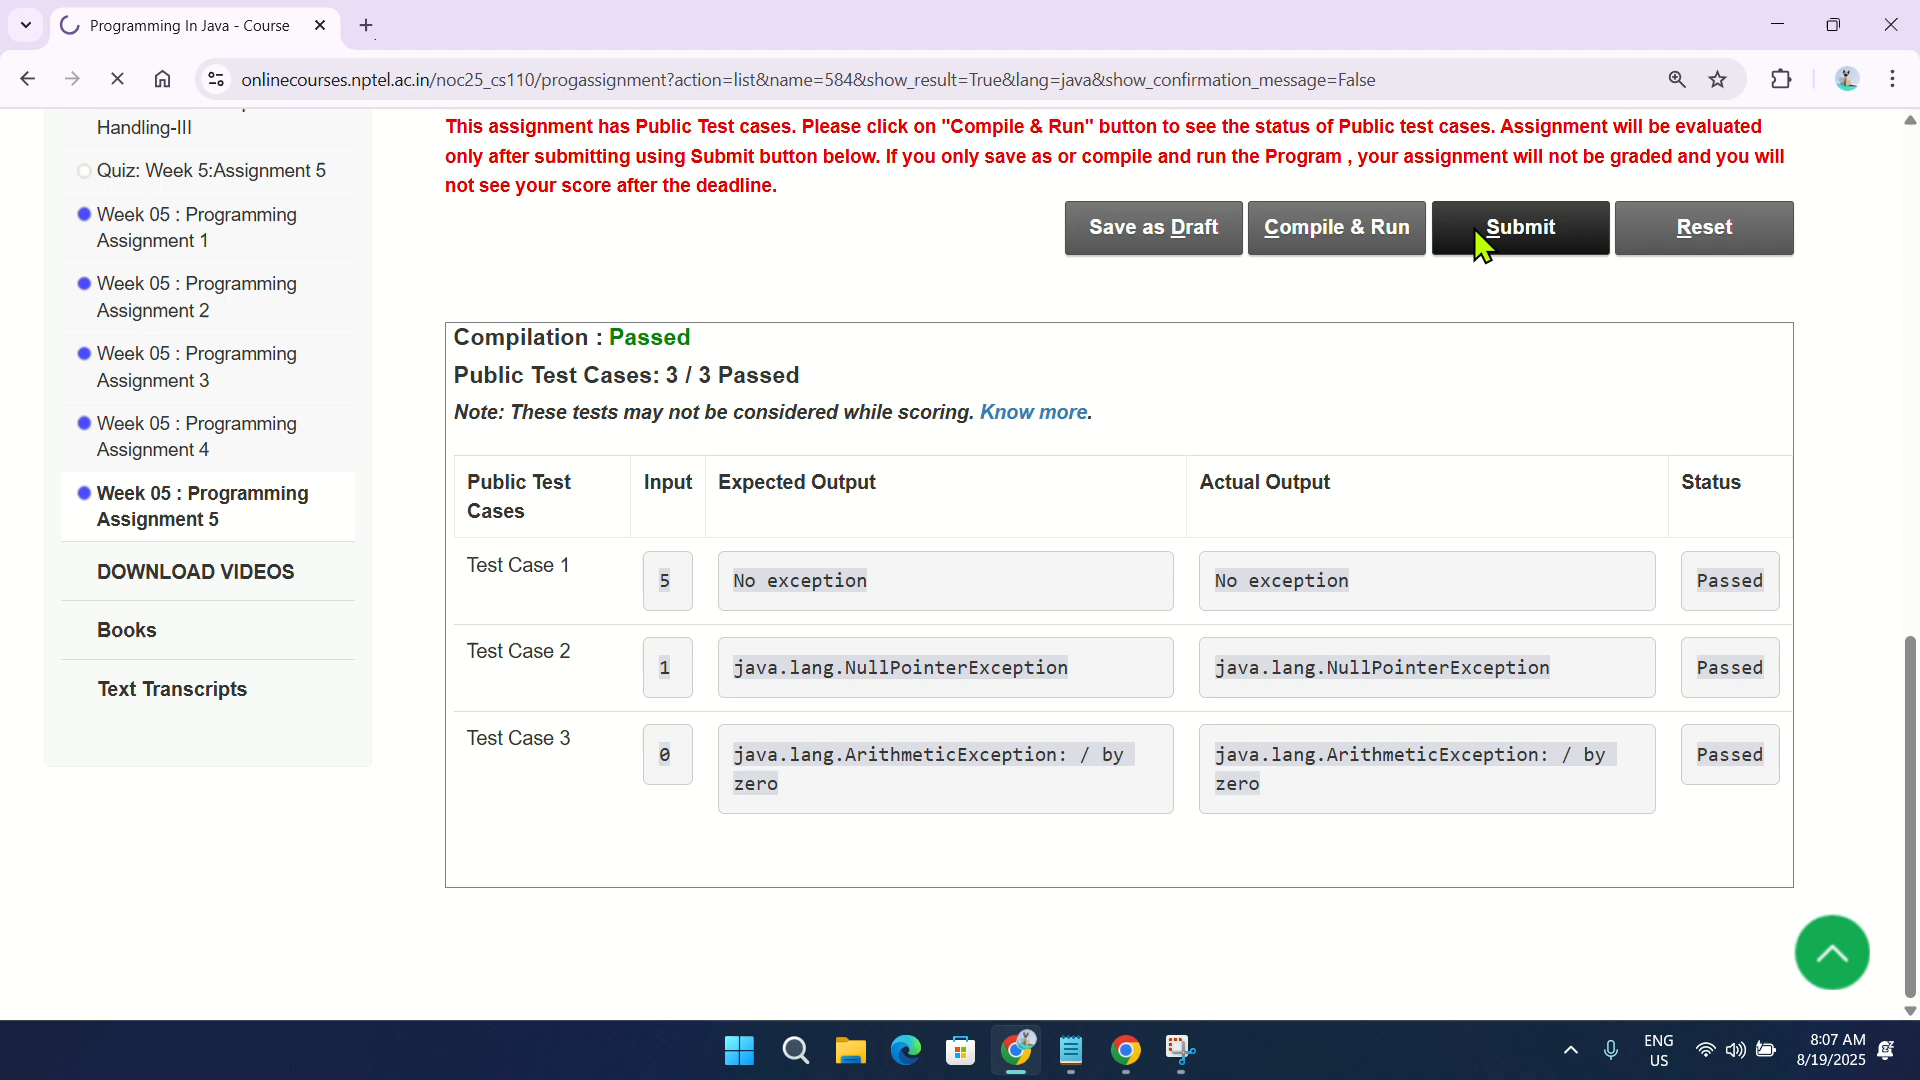 Programming In Java - Course
onlinecourses.nptel.ac.in/noc25_cs110/progassignment?action=list&name=584&show_result=True&lang=java&show_confirmation_message=False
Handling-III
Quiz: Week 5:Assignment 5
Week 05 : Programming
Assignment 1
Week 05 : Programming
Assignment 2
Week 05 : Programming
Assignment 3
Week 05 : Programming
Assignment 4
Week 05 : Programming
Assignment 5
DOWNLOAD VIDEOS
Books
Text Transcripts
This assignment has Public Test cases. Please click on "Compile & Run" button to see the status of Public test cases. Assignment will be evaluated
only after submitting using Submit button below. If you only save as or compile and run the Program , your assignment will not be graded and you will
not see your score after the deadline.
Save as Draft Compile & Run Submit Reset
Compilation : Passed
Public Test Cases: 3 / 3 Passed
Note: These tests may not be considered while scoring. Know more.
Public Test Input Expected Output Actual Output Status
Cases
Test Case 1 5 No exception No exception Passed
Test Case 2 1 java.lang.NullPointerException java.lang.NullPointerException Passed
Test Case 3 0 java.lang.ArithmeticException: / by java.lang.ArithmeticException: / by Passed
zero zero
ENG 8:07 AM
US 8/19/2025